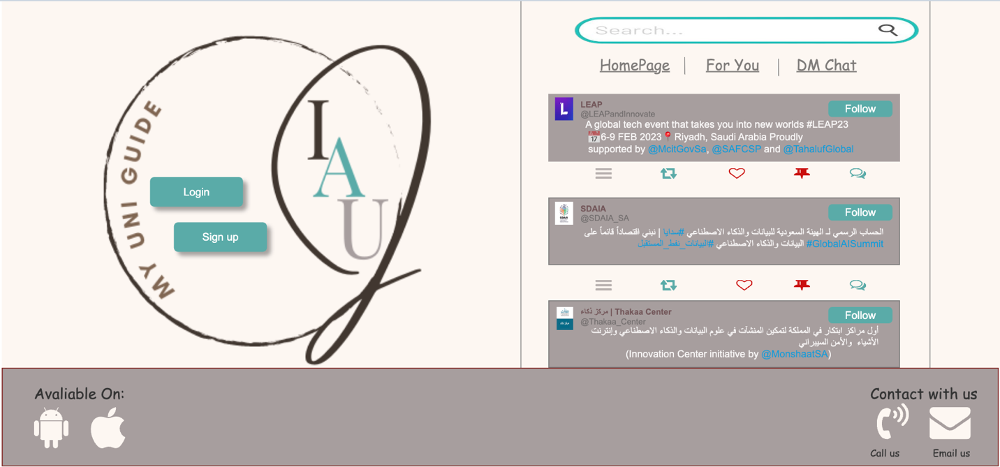 MY UNI GUIDE
I
A
U
Login
Sign up
Search...
HomePage
For You
DM Chat
LEAP
@LEAPandInnovate
Follow
A global tech event that takes you into new worlds #LEAP23
📅6-9 FEB 2023📍Riyadh, Saudi Arabia Proudly
supported by @McitGovSa, @SAFCSP and @TahalufGlobal
SDAIA
@SDAIA_SA
Follow
الحساب الرسمي لـ الهيئة السعودية للبيانات والذكاء الاصطناعي #سدايا | نبني اقتصاداً قائماً على
#GlobalAISummit البيانات والذكاء الاصطناعي #البيانات_نفط_المستقبل
مركز ذكاء | Thakaa Center
@Thakaa_Center
Follow
أول مراكز ابتكار في المملكة لتمكين المنشآت في علوم البيانات والذكاء الاصطناعي وإنترنت
الأشياء والأمن السيبراني
(Innovation Center initiative by @MonshaatSA)
Avaliable On:
Contact with us
Call us
Email us